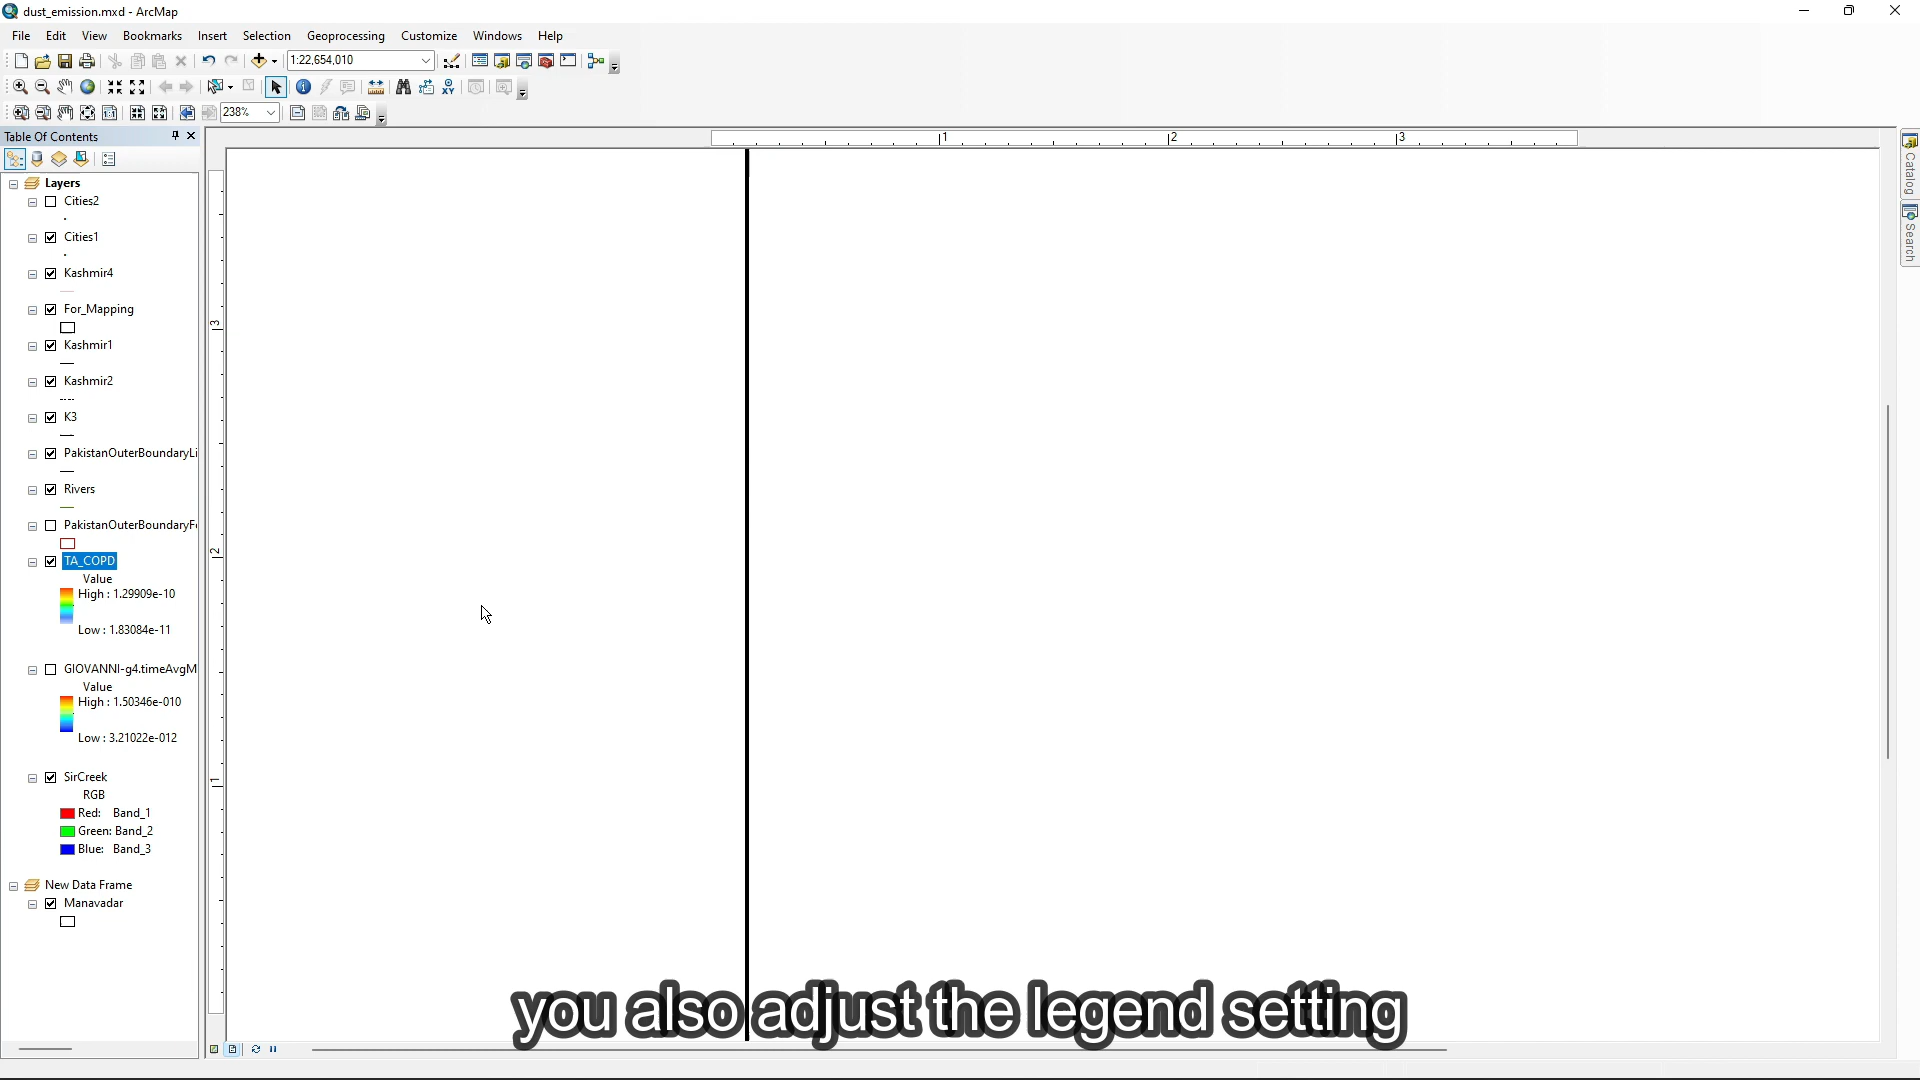 dust_emission.mxd - ArcMap
File Edit View Bookmarks Insert Selection Geoprocessing Customize Windows Help
1:22,654,010
238%
Table Of Contents
1 2 3
Layers
Cities2
Cities1
Kashmir4
For_Mapping
Kashmir1
Kashmir2
K3
PakistanOuterBoundaryLi
Rivers
PakistanOuterBoundaryF
TA_COPD
Value
High : 1.29909e-10
Low : 1.83084e-11
GIOVANNI-g4.timeAvgM
Value
High : 1.50346e-010
Low : 3.21022e-012
SirCreek
RGB
Red: Band_1
Green: Band_2
Blue: Band_3
New Data Frame
Manavadar
3
2
1
Catalog
Search
you also adjust the legend setting